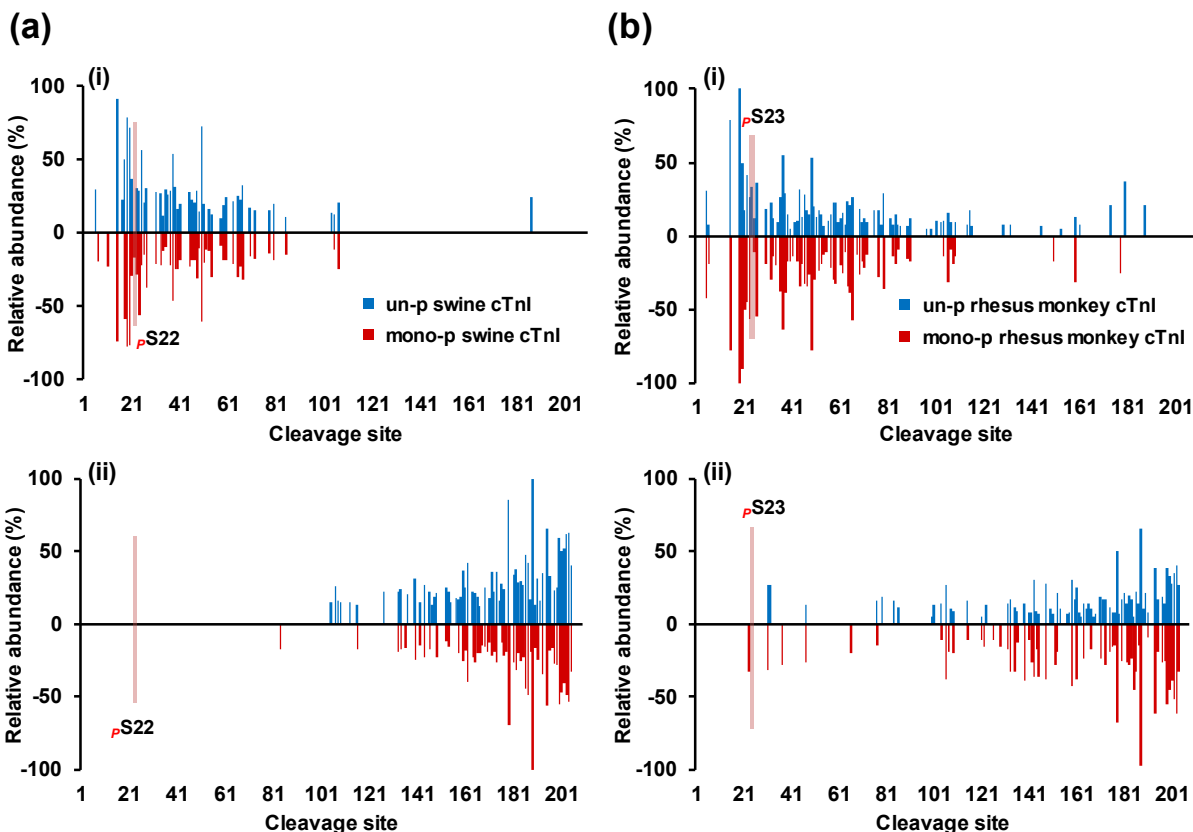 (a)
(i)
100
50
0
-50
-100
Relative abundance (%)
PS22
un-p swine cTnI
mono-p swine cTnI
1 21 41 61 81 101 121 141 161 181 201
Cleavage site
(ii)
100
50
0
-50
-100
Relative abundance (%)
PS22
1 21 41 61 81 101 121 141 161 181 201
Cleavage site
(b)
(i)
100
50
0
-50
-100
Relative abundance (%)
PS23
un-p rhesus monkey cTnI
mono-p rhesus monkey cTnI
1 21 41 61 81 101 121 141 161 181 201
Cleavage site
(ii)
100
50
0
-50
-100
Relative abundance (%)
PS23
1 21 41 61 81 101 121 141 161 181 201
Cleavage site